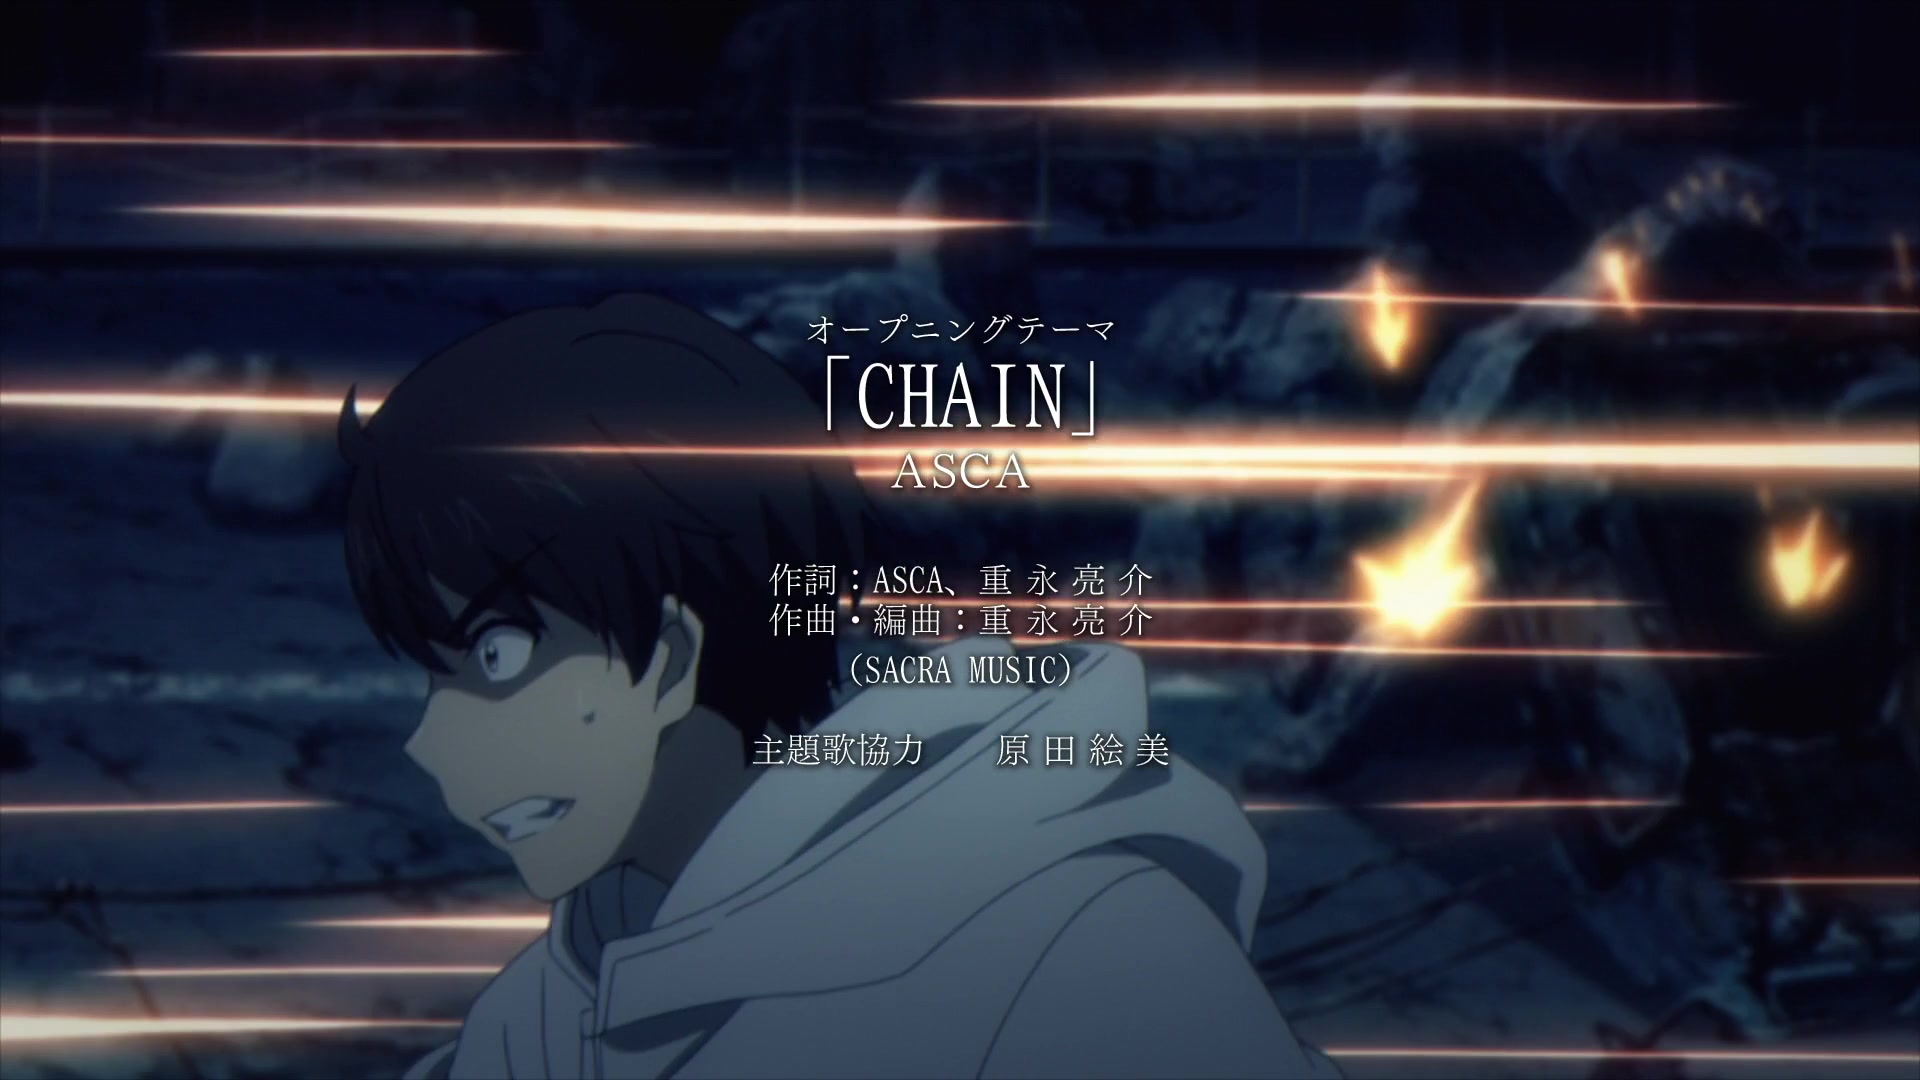 オープニングテーマ
「CHAIN」
ASCA
作詞：ASCA、重永亮介
作曲・編曲：重永亮介
（SACRA MUSIC）
主題歌協力　原田絵美